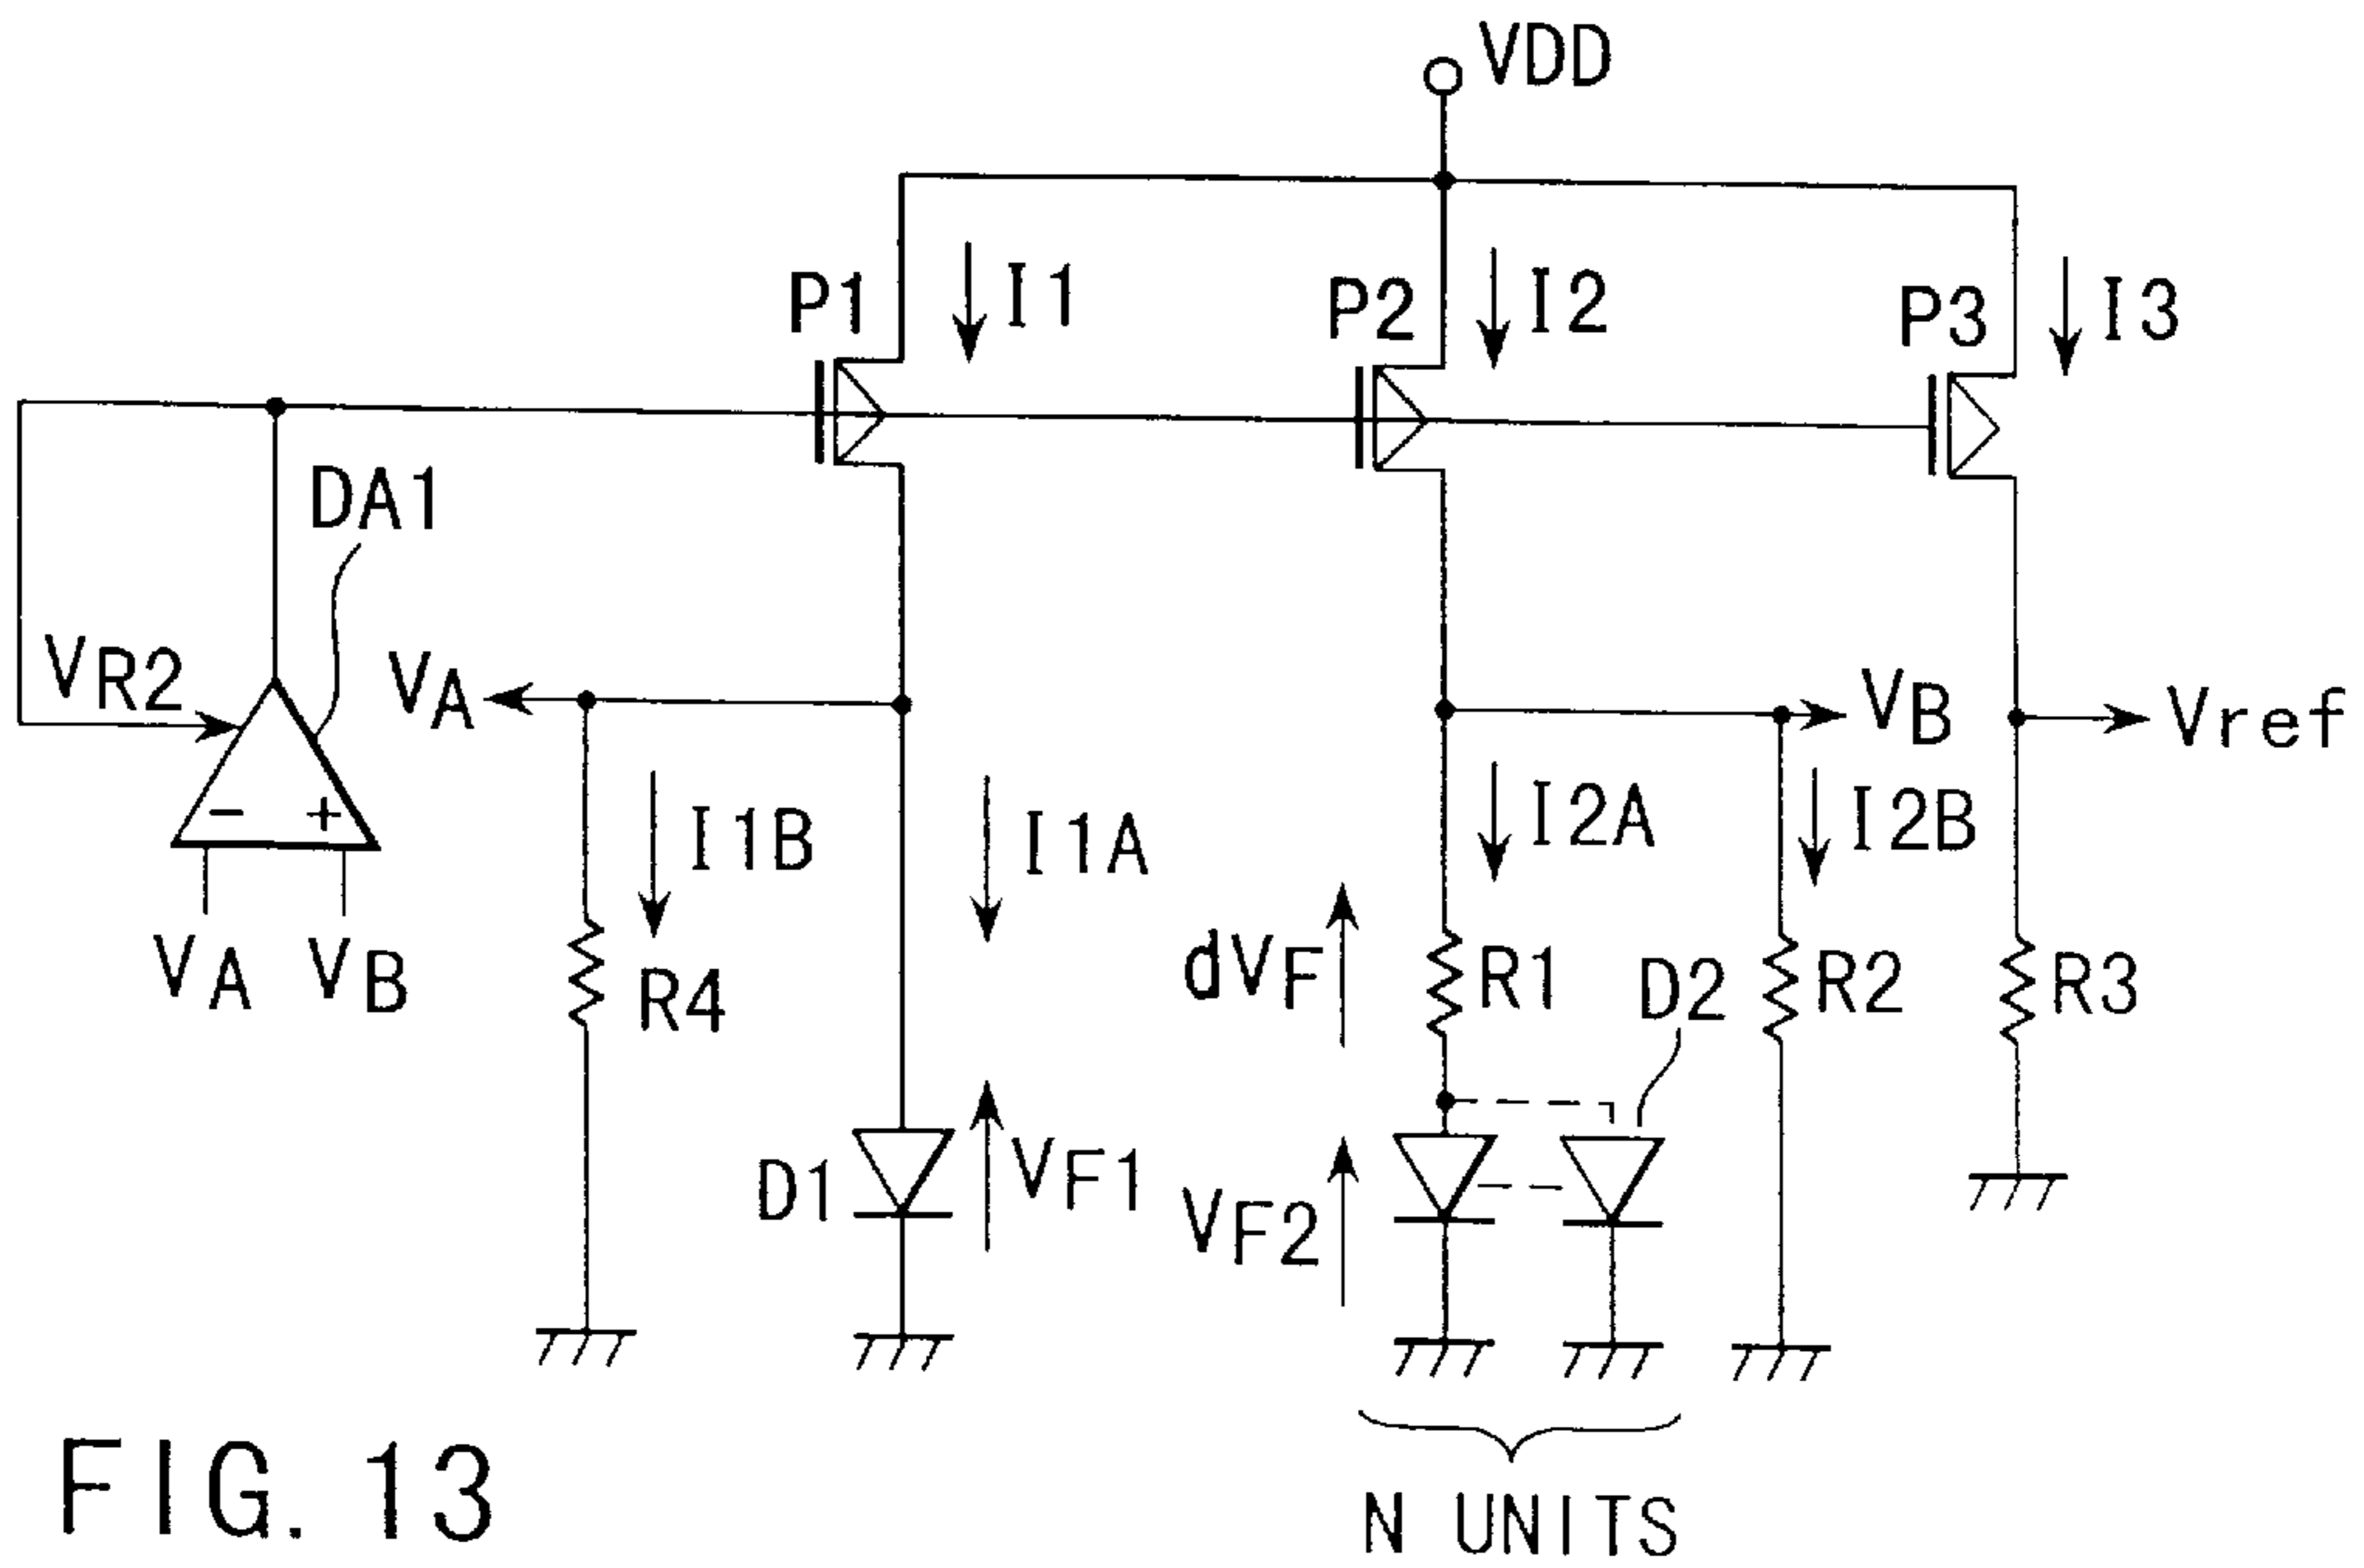 VDD
P1
I1
P2
I2
P3
I3
DA1
VR2
VA
VB
Vref
I1B
I1A
I2A
I2B
- +
VA VB
R4
dVF
R1
D2
R2
R3
D1
VF1
VF2
N UNITS
FIG. 13